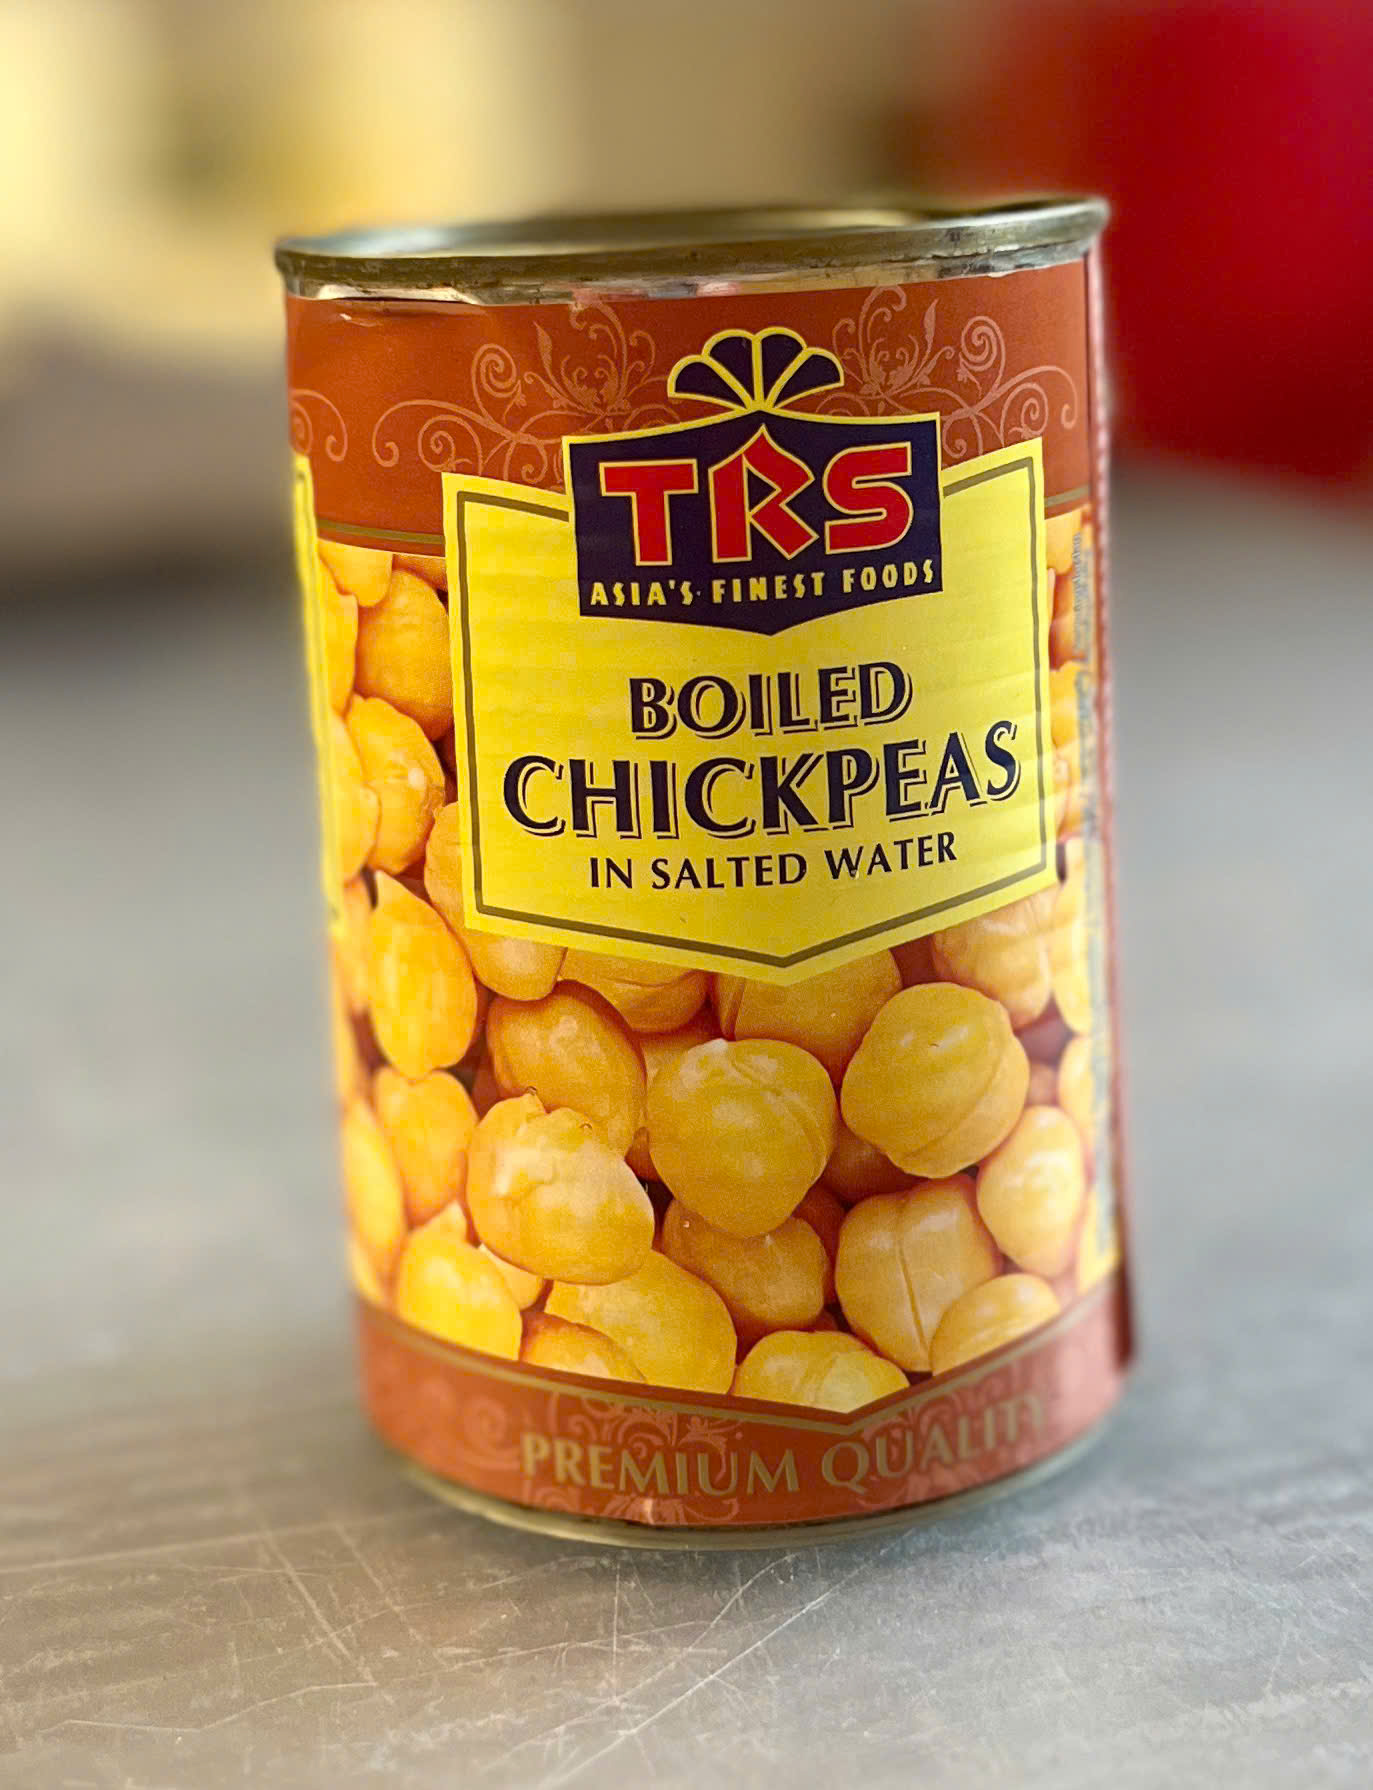 TRS
ASIA'S FINEST FOODS
BOILED
CHICKPEAS
IN SALTED WATER
PREMIUM QUALITY